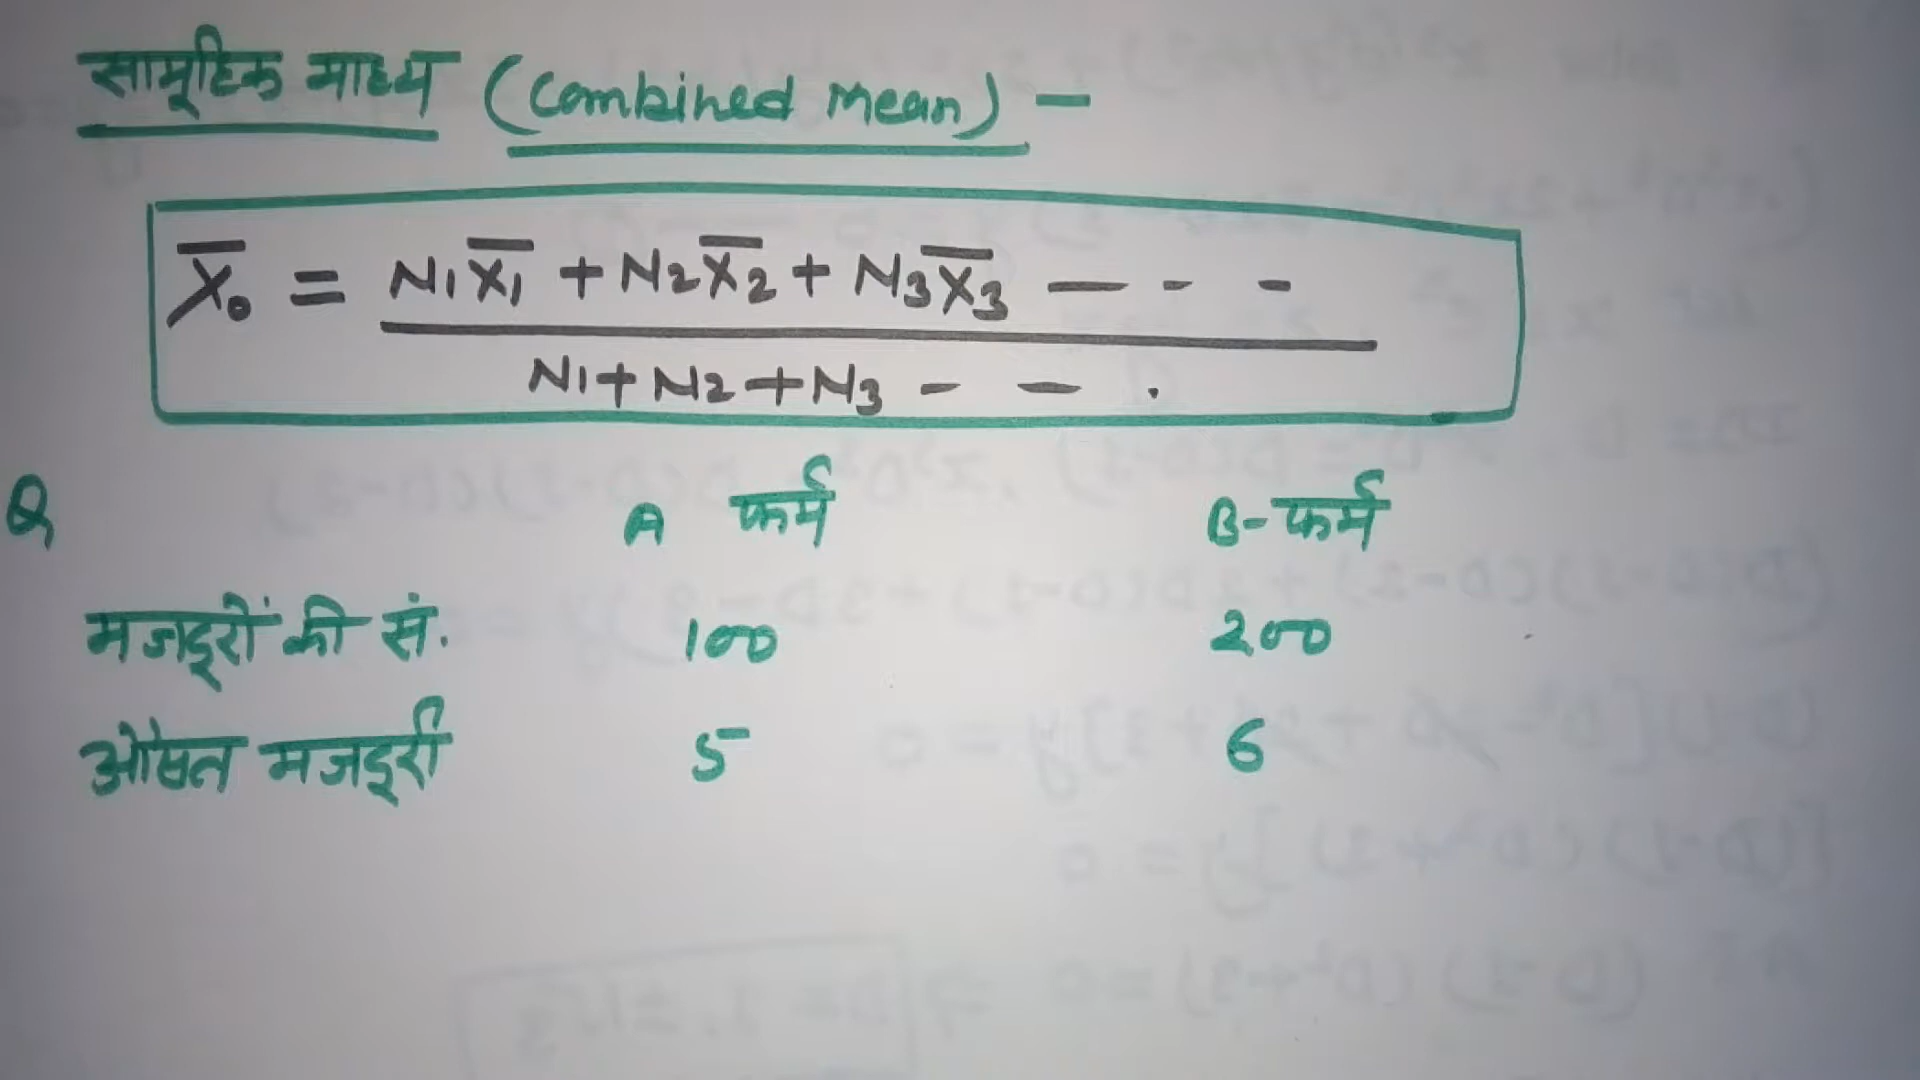 सामूहिक माध्य (Combined Mean) –
X̅₀ = N₁X̅₁ + N₂X̅₂ + N₃X̅₃ — - -
N₁ + N₂ + N₃ - — .
Q A फर्म B-फर्म
मजदूरों की सं. 100 200
औसत मजदूरी 5 6